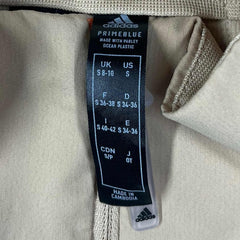 adidas
PRIMEBLUE
MADE WITH PARLEY
OCEAN PLASTIC
UK US
S 8-10 S
F D
S 36-38 S 34-36
I E
S 40-42 S 34-36
CDN J
S/P OT
MADE IN
CAMBODIA
adidas